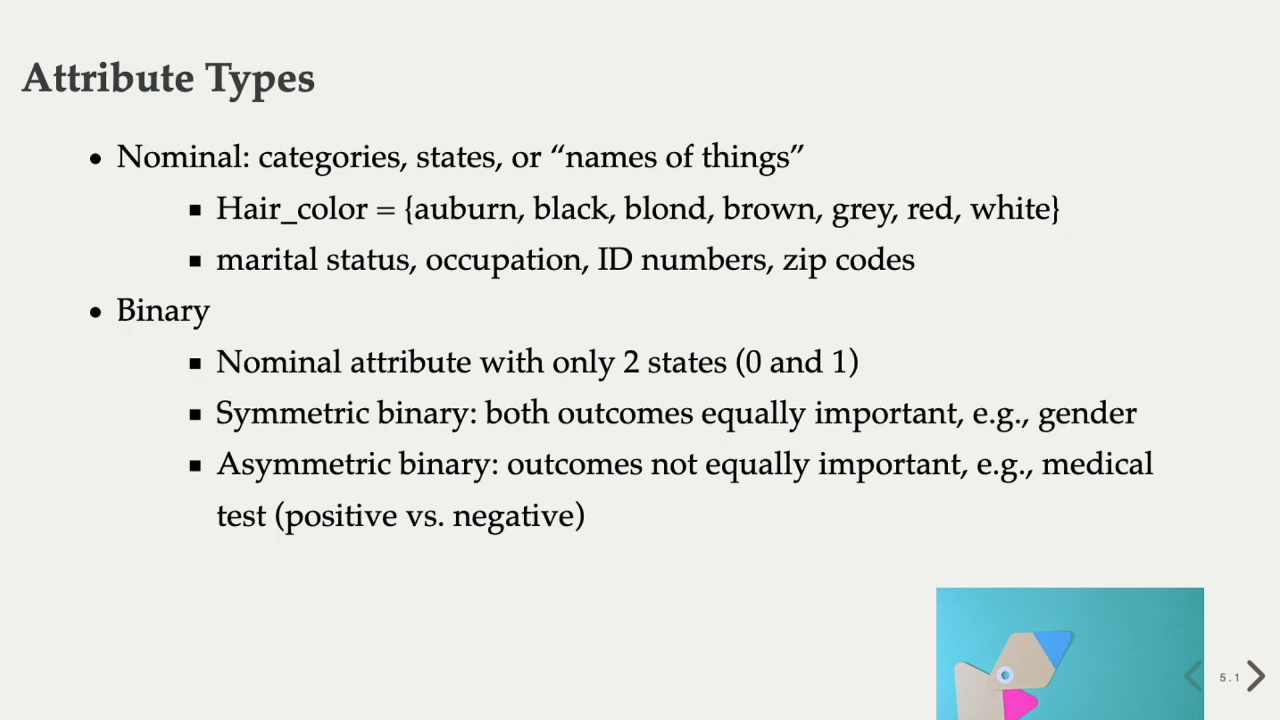 Attribute Types
• Nominal: categories, states, or “names of things”
▪ Hair_color = {auburn, black, blond, brown, grey, red, white}
▪ marital status, occupation, ID numbers, zip codes
• Binary
▪ Nominal attribute with only 2 states (0 and 1)
▪ Symmetric binary: both outcomes equally important, e.g., gender
▪ Asymmetric binary: outcomes not equally important, e.g., medical
test (positive vs. negative)
5.1